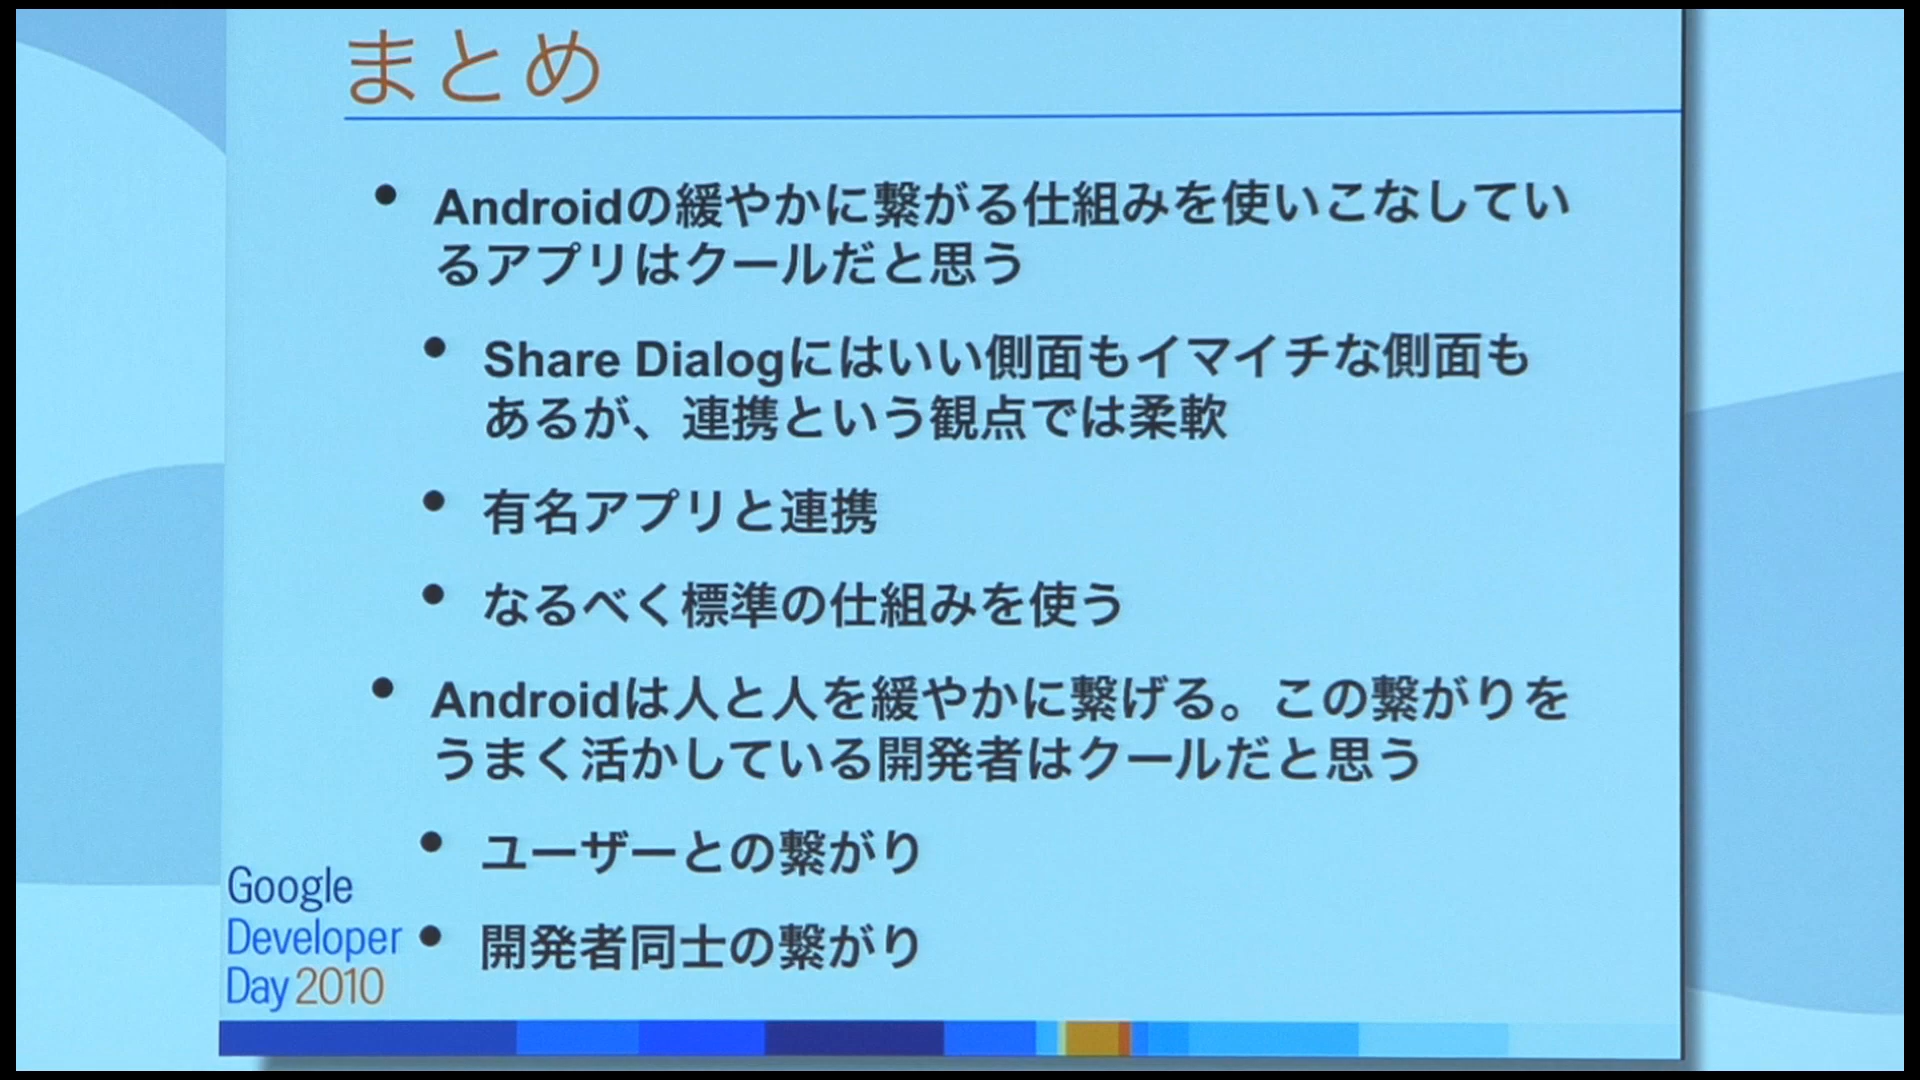 まとめ
• Androidの緩やかに繋がる仕組みを使いこなしてい
るアプリはクールだと思う
• Share Dialogにはいい側面もイマイチな側面も
あるが、連携という観点では柔軟
• 有名アプリと連携
• なるべく標準の仕組みを使う
• Androidは人と人を緩やかに繋げる。この繋がりを
うまく活かしている開発者はクールだと思う
• ユーザーとの繋がり
• 開発者同士の繋がり
Google
Developer
Day 2010